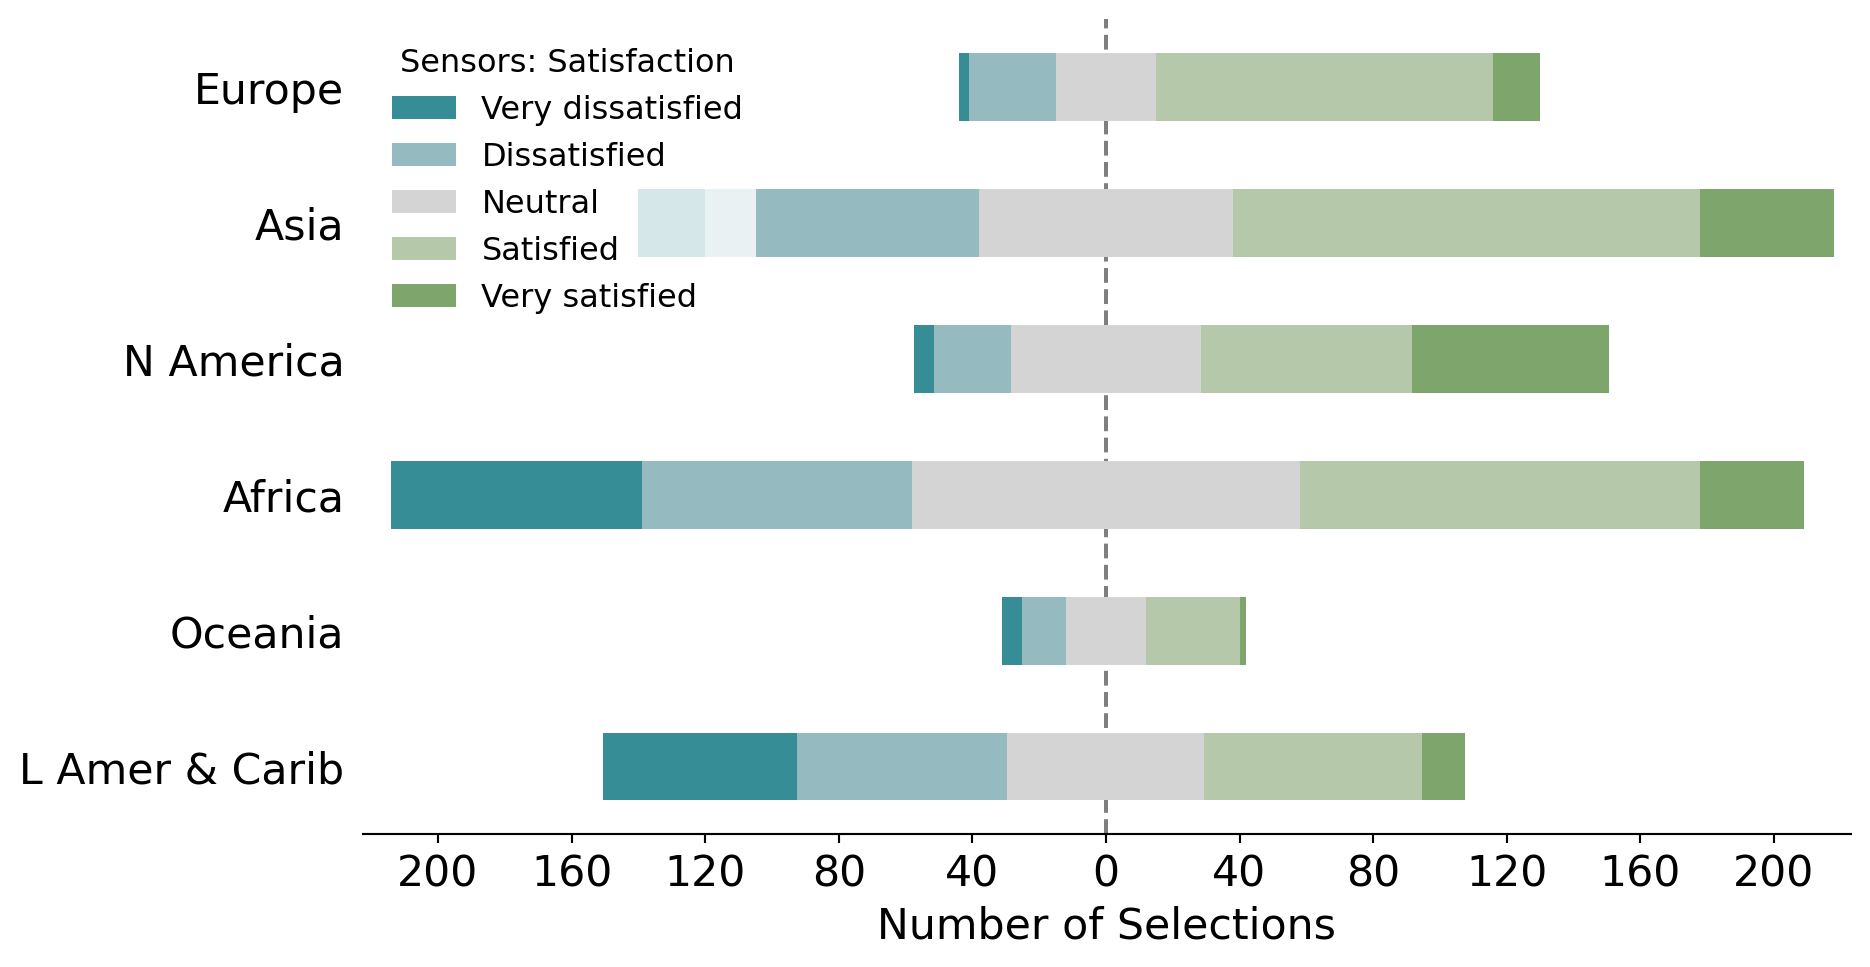 Sensors: Satisfaction
Very dissatisfied
Dissatisfied
Neutral
Satisfied
Very satisfied
Europe
Asia
N America
Africa
Oceania
L Amer & Carib
200 160 120 80 40 0 40 80 120 160 200
Number of Selections